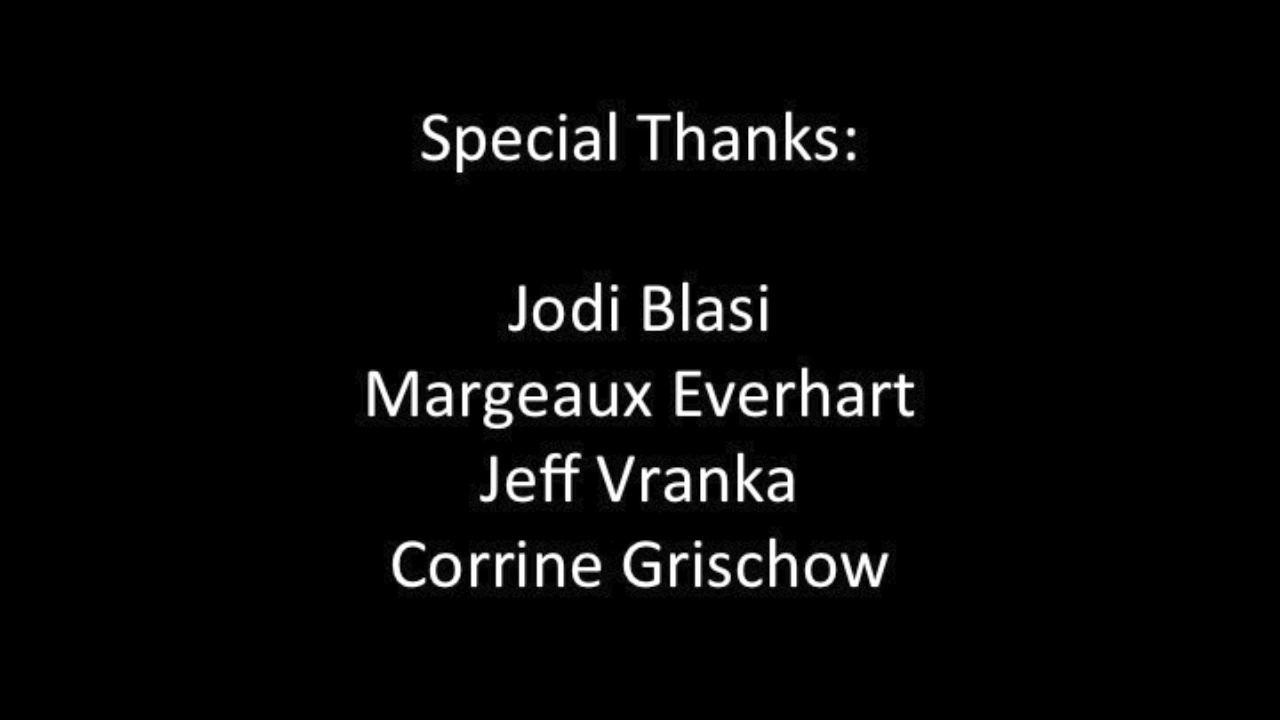 Special Thanks:
Jodi Blasi
Margeaux Everhart
Jeff Vranka
Corrine Grischow